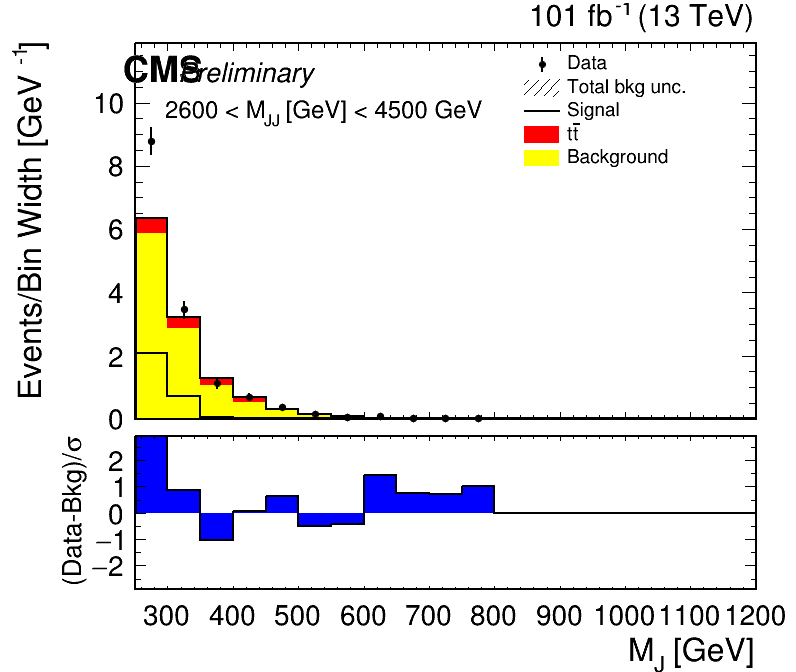 101 fb⁻¹ (13 TeV)
CMS Preliminary
2600 < M_JJ [GeV] < 4500 GeV
Data
Total bkg unc.
Signal
tt̄
Background
Events/Bin Width [GeV⁻¹]
10
8
6
4
2
0
(Data-Bkg)/σ
2
1
0
−1
−2
300 400 500 600 700 800 900 1000 1100 1200
M_J [GeV]